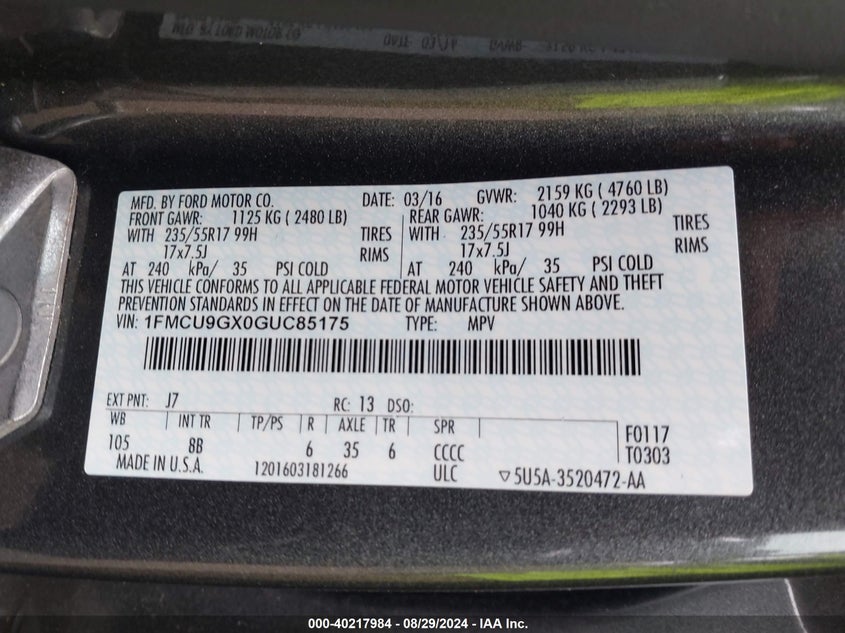 MFD. BY FORD MOTOR CO. DATE: 03/16 GVWR: 2159 KG ( 4760 LB)
FRONT GAWR: 1125 KG ( 2480 LB) REAR GAWR: 1040 KG ( 2293 LB)
WITH 235/55R17 99H TIRES WITH 235/55R17 99H TIRES
17x7.5J RIMS 17x7.5J RIMS
AT 240 kPa/ 35 PSI COLD AT 240 kPa/ 35 PSI COLD
THIS VEHICLE CONFORMS TO ALL APPLICABLE FEDERAL MOTOR VEHICLE SAFETY AND THEFT
PREVENTION STANDARDS IN EFFECT ON THE DATE OF MANUFACTURE SHOWN ABOVE.
VIN: 1FMCU9GX0GUC85175 TYPE: MPV
EXT PNT: J7 RC: 13 DSO:
WB INT TR TP/PS R AXLE TR SPR
105 8B 6 35 6 CCCC F0117
MADE IN U.S.A. 1201603181266 ULC T0303
▽5U5A-3520472-AA
000-40217984 — 08/29/2024 — IAA Inc.